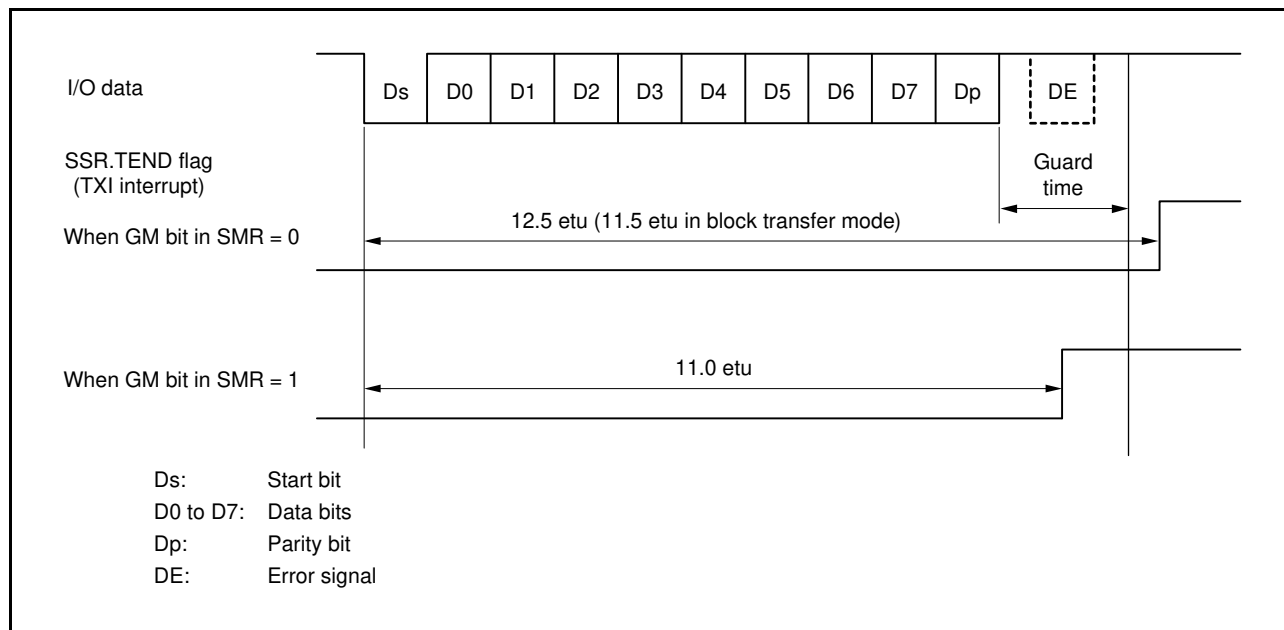 I/O data
Ds D0 D1 D2 D3 D4 D5 D6 D7 Dp DE
SSR.TEND flag
(TXI interrupt)
Guard
time
When GM bit in SMR = 0
12.5 etu (11.5 etu in block transfer mode)
When GM bit in SMR = 1
11.0 etu
Ds: Start bit
D0 to D7: Data bits
Dp: Parity bit
DE: Error signal